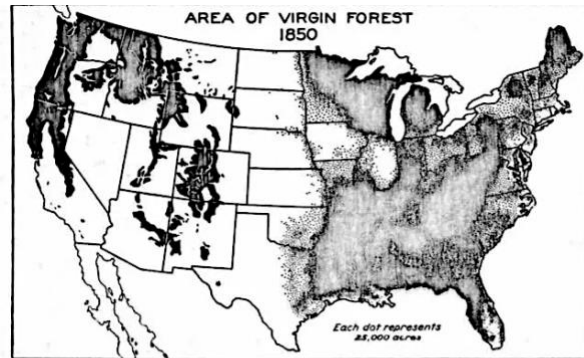 AREA OF VIRGIN FOREST
1850
Each dot represents
25,000 acres